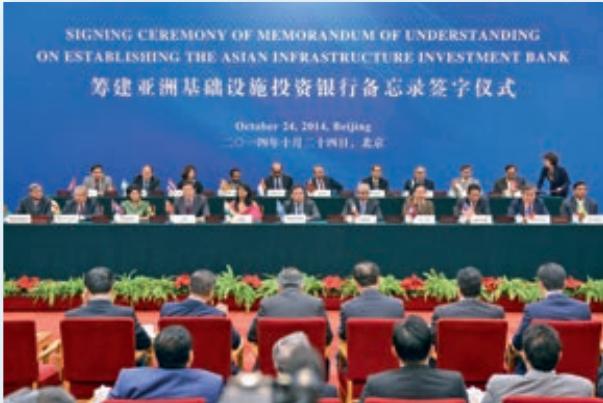 SIGNING CEREMONY OF MEMORANDUM OF UNDERSTANDING
ON ESTABLISHING THE ASIAN INFRASTRUCTURE INVESTMENT BANK
筹建亚洲基础设施投资银行备忘录签字仪式
October 24, 2014, Beijing
二〇一四年十月二十四日，北京